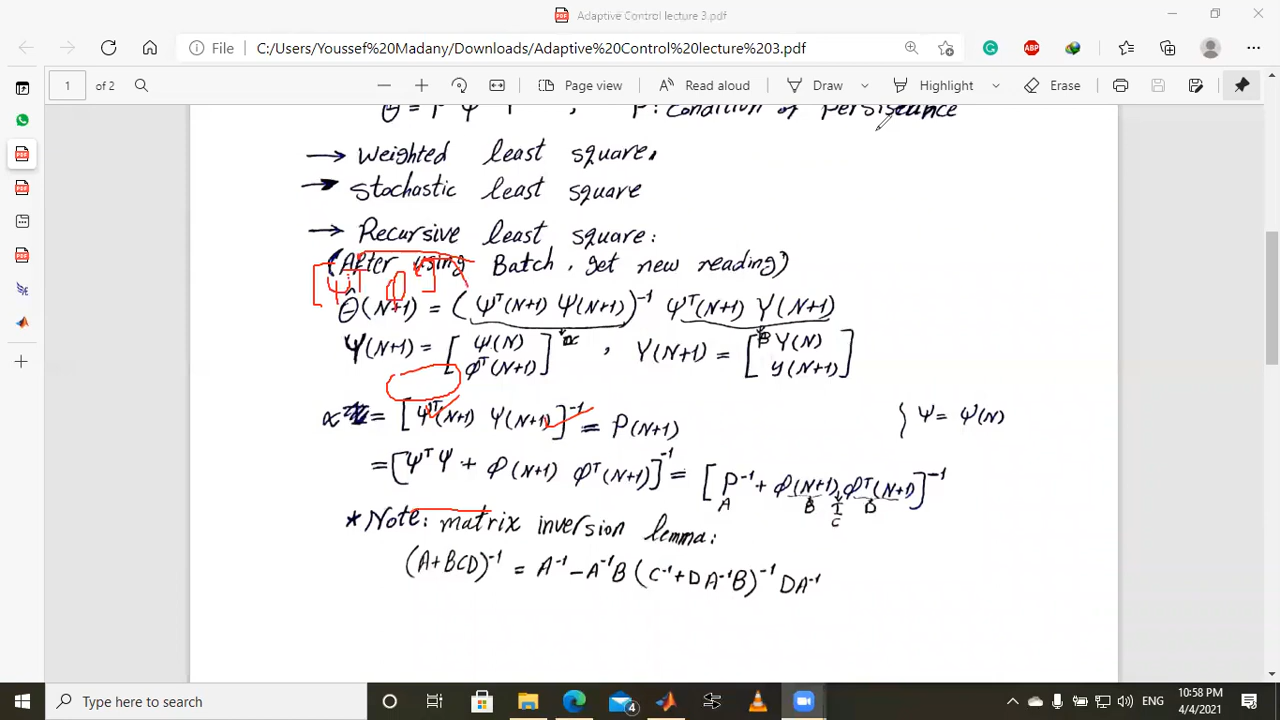 Adaptive Control lecture 3.pdf
File C:/Users/Youssef%20Madany/Downloads/Adaptive%20Control%20lecture%203.pdf
1 of 2 Page view Read aloud Draw Highlight Erase
θ̂ = P Ψᵀ Y , P : Condition of Persistance
→ Weighted least square.
→ Stochastic least square
→ Recursive least square :
(After using Batch , get new reading)
[Ψᵀ φ]
θ̂(N+1) = (Ψᵀ(N+1) Ψ(N+1))⁻¹ Ψᵀ(N+1) Y(N+1)
α β
Ψ(N+1) = [Ψ(N) φᵀ(N+1)] , Y(N+1) = [Y(N) y(N+1)]
α = [Ψᵀ(N+1) Ψ(N+1)]⁻¹ = P(N+1) } Ψ = Ψ(N)
= [ΨᵀΨ + φ(N+1) φᵀ(N+1)]⁻¹ = [P⁻¹ + φ(N+1) φᵀ(N+1)]⁻¹
A B I D
C
*Note: matrix inversion lemma:
(A+BCD)⁻¹ = A⁻¹ - A⁻¹B (C⁻¹ + D A⁻¹B)⁻¹ DA⁻¹
Type here to search
4
ENG
10:58 PM
4/4/2021